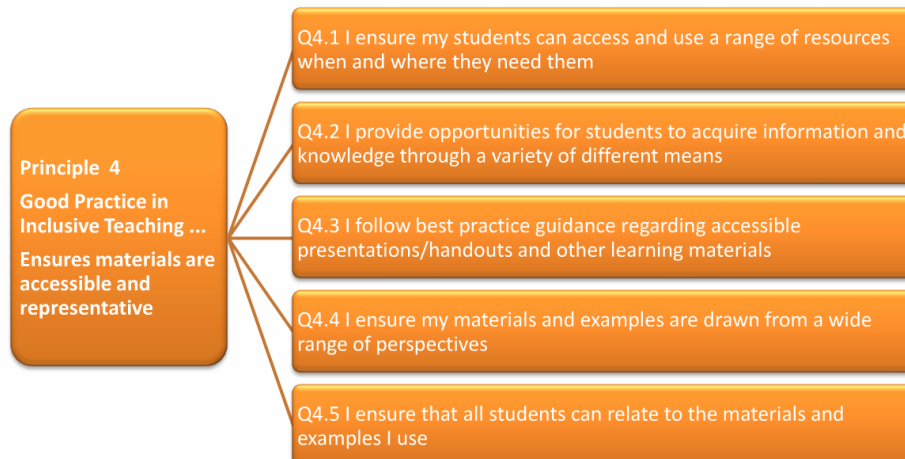 Principle 4
Good Practice in
Inclusive Teaching ...
Ensures materials are
accessible and
representative
Q4.1 I ensure my students can access and use a range of resources
when and where they need them
Q4.2 I provide opportunities for students to acquire information and
knowledge through a variety of different means
Q4.3 I follow best practice guidance regarding accessible
presentations/handouts and other learning materials
Q4.4 I ensure my materials and examples are drawn from a wide
range of perspectives
Q4.5 I ensure that all students can relate to the materials and
examples I use